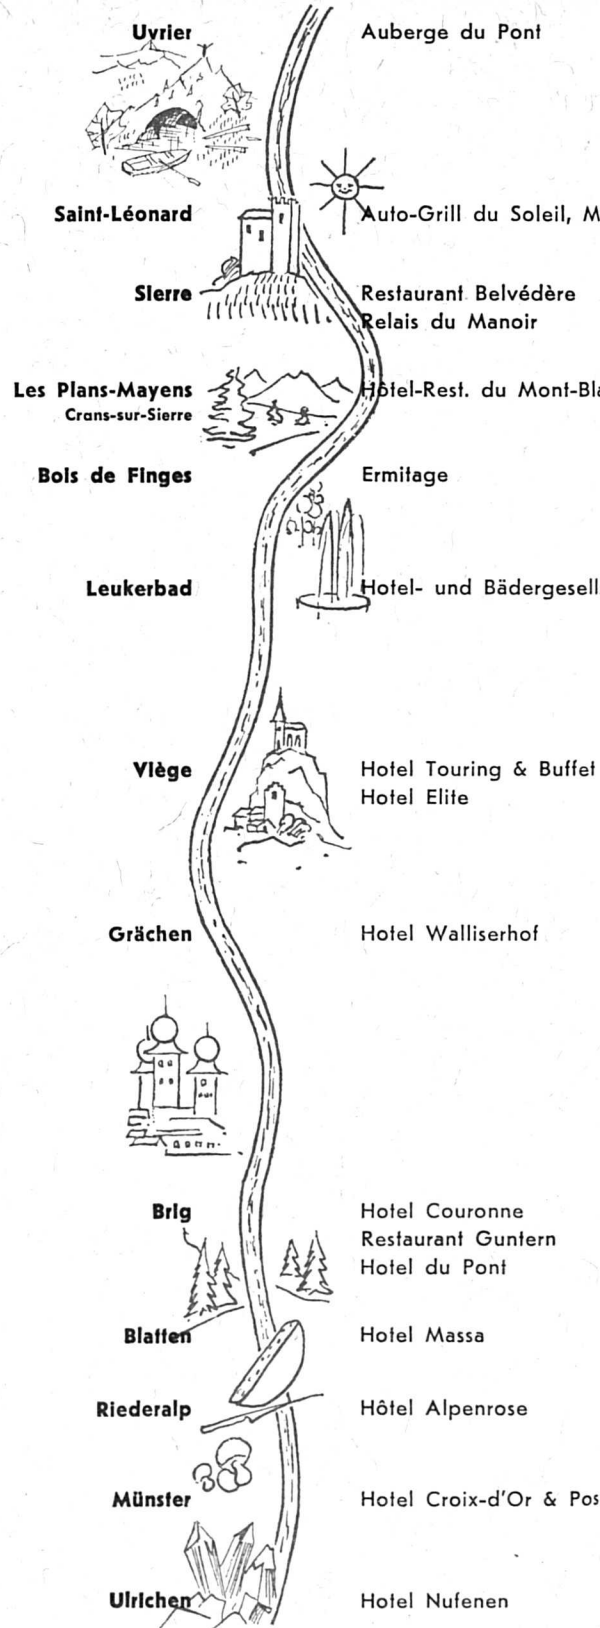 Uvrier Auberge du Pont
Saint-Léonard Auto-Grill du Soleil, M
Sierre Restaurant Belvédère
Relais du Manoir
Les Plans-Mayens Hôtel-Rest. du Mont-Bla
Crans-sur-Sierre
Bois de Finges Ermitage
Leukerbad Hotel- und Bädergesell
Viège Hotel Touring & Buffet
Hotel Elite
Grächen Hotel Walliserhof
Brig Hotel Couronne
Restaurant Guntern
Hotel du Pont
Blatten Hotel Massa
Riederalp Hôtel Alpenrose
Münster Hotel Croix-d'Or & Pos
Ulrichen Hotel Nufenen